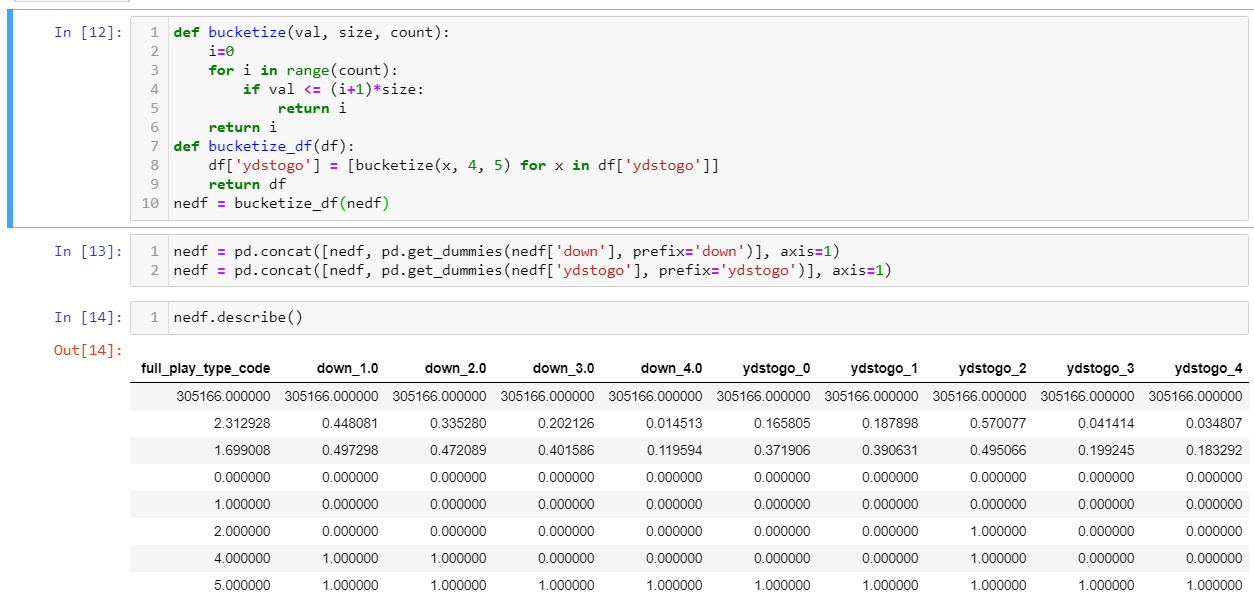 In [12]:
1 def bucketize(val, size, count):
2     i=0
3     for i in range(count):
4         if val <= (i+1)*size:
5             return i
6     return i
7 def bucketize_df(df):
8     df['ydstogo'] = [bucketize(x, 4, 5) for x in df['ydstogo']]
9     return df
10 nedf = bucketize_df(nedf)
In [13]:
1 nedf = pd.concat([nedf, pd.get_dummies(nedf['down'], prefix='down')], axis=1)
2 nedf = pd.concat([nedf, pd.get_dummies(nedf['ydstogo'], prefix='ydstogo')], axis=1)
In [14]:
1 nedf.describe()
Out[14]:
full_play_type_code down_1.0 down_2.0 down_3.0 down_4.0 ydstogo_0 ydstogo_1 ydstogo_2 ydstogo_3 ydstogo_4
305166.000000 305166.000000 305166.000000 305166.000000 305166.000000 305166.000000 305166.000000 305166.000000 305166.000000 305166.000000
2.312928 0.448081 0.335280 0.202126 0.014513 0.165805 0.187898 0.570077 0.041414 0.034807
1.699008 0.497298 0.472089 0.401586 0.119594 0.371906 0.390631 0.495066 0.199245 0.183292
0.000000 0.000000 0.000000 0.000000 0.000000 0.000000 0.000000 0.000000 0.000000 0.000000
1.000000 0.000000 0.000000 0.000000 0.000000 0.000000 0.000000 0.000000 0.000000 0.000000
2.000000 0.000000 0.000000 0.000000 0.000000 0.000000 0.000000 1.000000 0.000000 0.000000
4.000000 1.000000 1.000000 0.000000 0.000000 0.000000 0.000000 1.000000 0.000000 0.000000
5.000000 1.000000 1.000000 1.000000 1.000000 1.000000 1.000000 1.000000 1.000000 1.000000